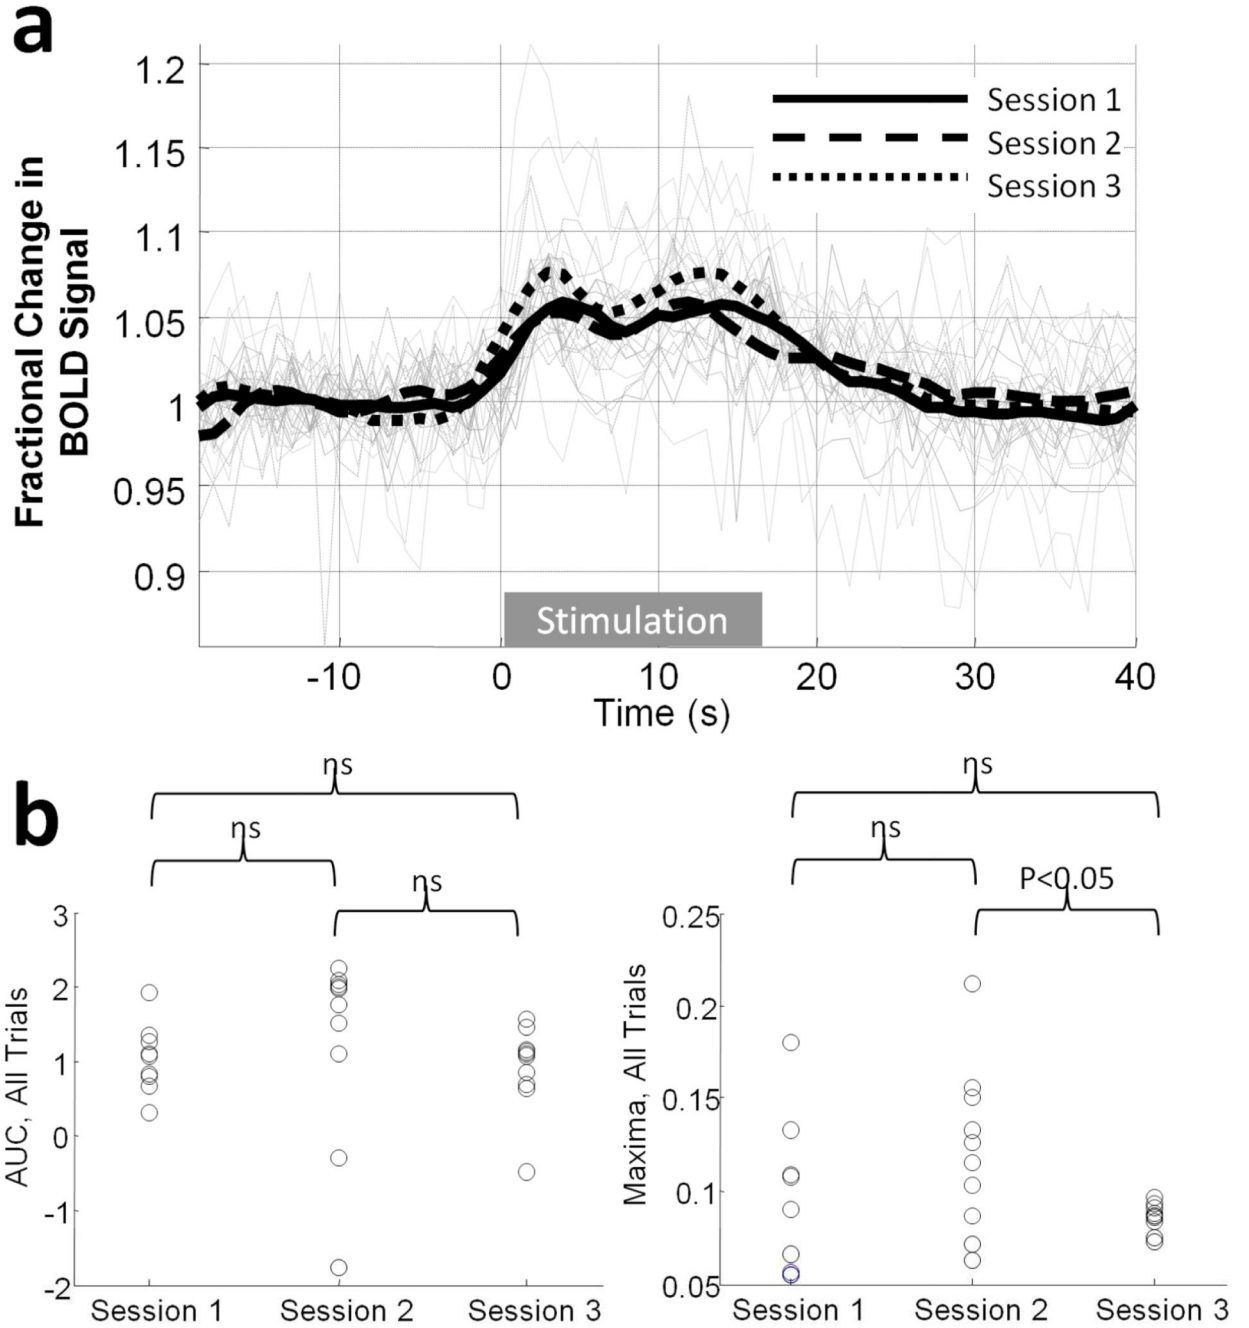 a
Fractional Change in
BOLD Signal
1.2
1.15
1.1
1.05
1
0.95
0.9
Session 1
Session 2
Session 3
Stimulation
-10 0 10 20 30 40
Time (s)
b
ns
ns
ns
AUC, All Trials
3
2
1
0
-1
-2
Session 1 Session 2 Session 3
ns
ns
P<0.05
Maxima, All Trials
0.25
0.2
0.15
0.1
0.05
Session 1 Session 2 Session 3